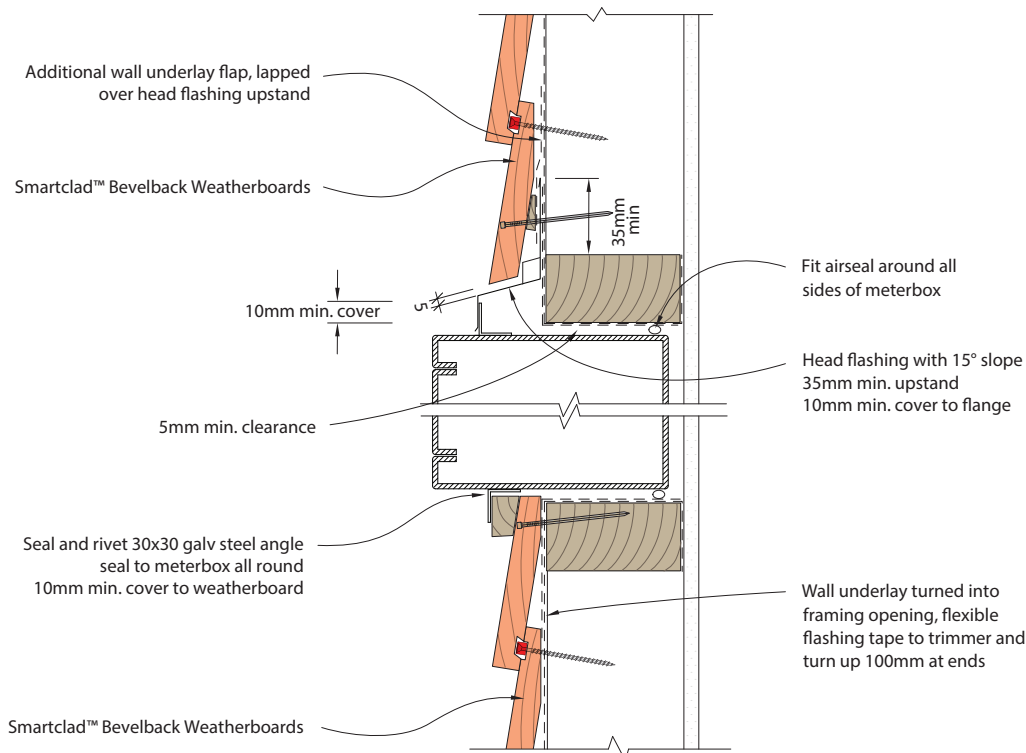 Additional wall underlay flap, lapped
over head flashing upstand
Smartclad™ Bevelback Weatherboards
35mm
min
10mm min. cover
5
Fit airseal around all
sides of meterbox
Head flashing with 15° slope
35mm min. upstand
10mm min. cover to flange
5mm min. clearance
Seal and rivet 30x30 galv steel angle
seal to meterbox all round
10mm min. cover to weatherboard
Wall underlay turned into
framing opening, flexible
flashing tape to trimmer and
turn up 100mm at ends
Smartclad™ Bevelback Weatherboards